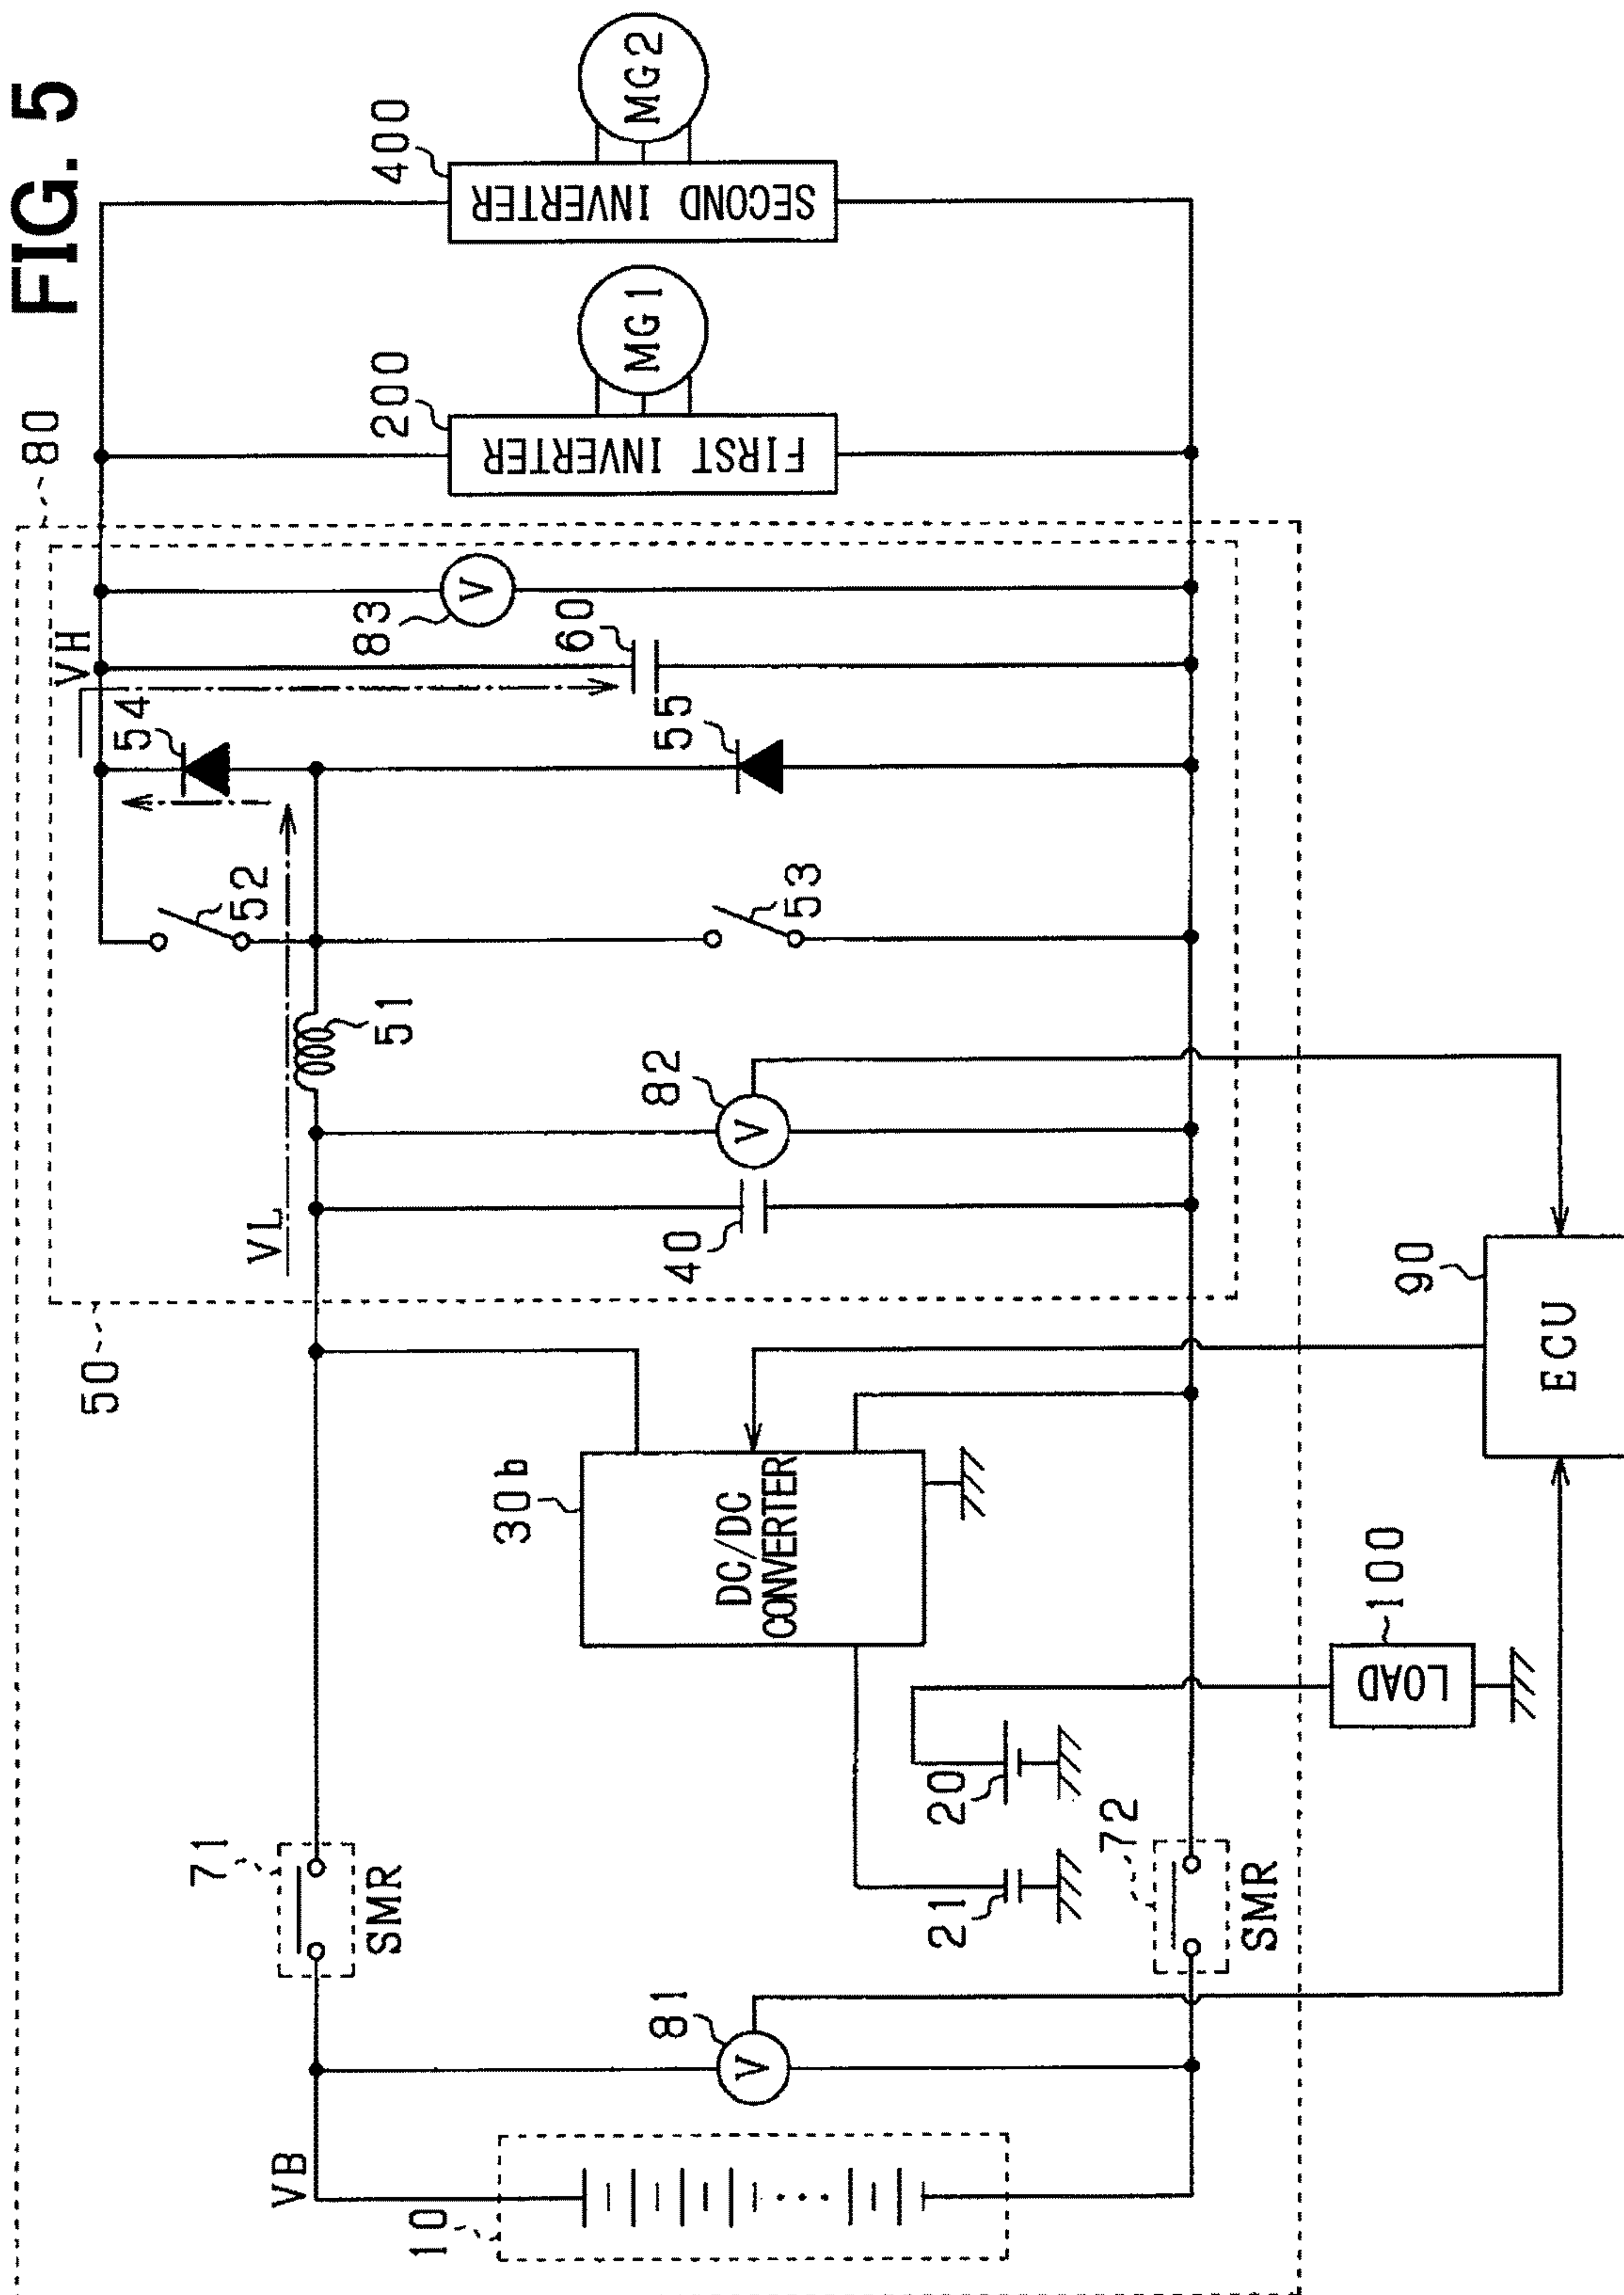 FIG. 5
80
VH
54
83
60
55
200
FIRST INVERTER
MG1
400
SECOND INVERTER
MG2
50
VL
52
53
51
82
V
V
40
30b
DC/DC
CONVERTER
90
ECU
100
LOAD
20
21
71
SMR
72
SMR
81
V
VB
10